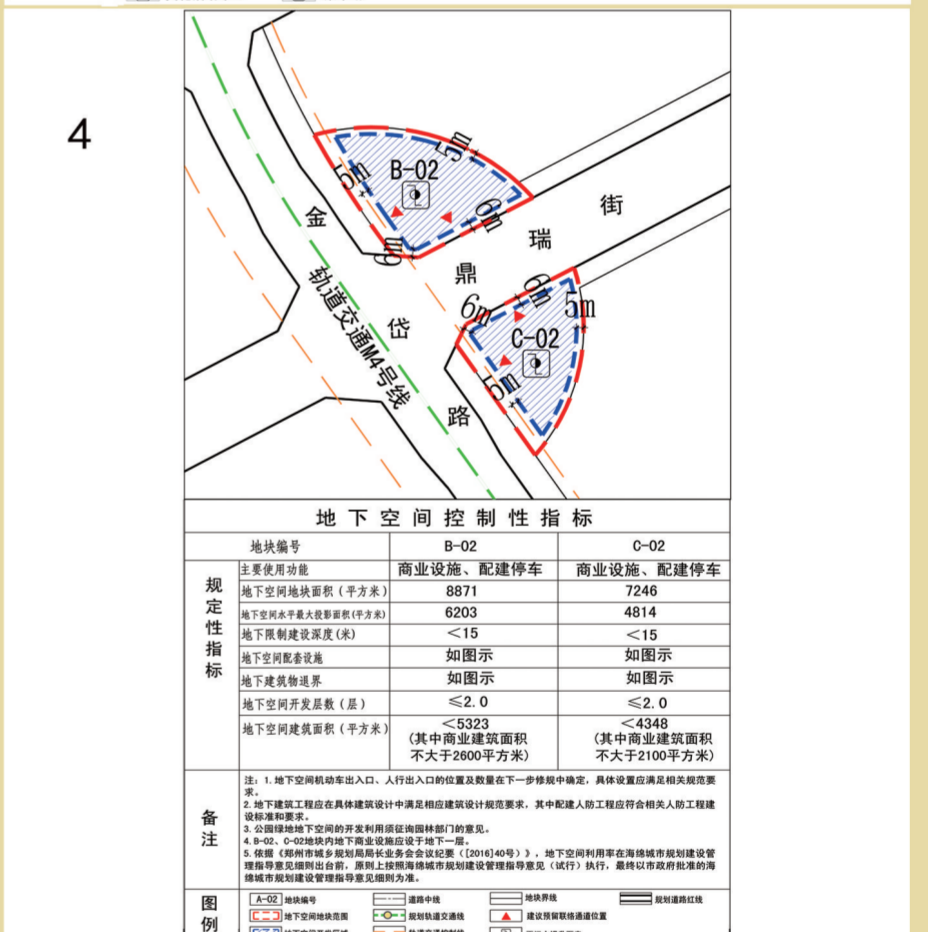 4
5m
B-02
5m
6m
6m
金岱路
鼎瑞街
轨道交通M4号线
6m
6m
5m
C-02
5m
地下空间控制性指标
地块编号 B-02 C-02
规定性指标
主要使用功能 商业设施、配建停车 商业设施、配建停车
地下空间地块面积（平方米） 8871 7246
地下空间水平最大投影面积(平方米) 6203 4814
地下限制建设深度(米) <15 <15
地下空间配套设施 如图示 如图示
地下建筑物退界 如图示 如图示
地下空间开发层数（层） ≤2.0 ≤2.0
地下空间建筑面积（平方米） <5323 <4348
(其中商业建筑面积 (其中商业建筑面积
不大于2600平方米) 不大于2100平方米)
备注
注：1. 地下空间机动车出入口、人行出入口的位置及数量在下一步修规中确定，具体设置应满足相关规范要
求。
2. 地下建筑工程应在具体建筑设计中满足相应建筑设计规范要求，其中配建人防工程应符合相关人防工程建
设标准和要求。
3. 公园绿地地下空间的开发利用须征询园林部门的意见。
4. B-02、C-02地块内地下商业设施应设于地下一层。
5. 依据《郑州市城乡规划局局长业务会会议纪要（[2016]40号）》，地下空间利用率在海绵城市规划建设管
理指导意见细则出台前，原则上按照海绵城市规划建设管理指导意见（试行）执行，最终以市政府批准的海
绵城市规划建设管理指导意见细则为准。
图例
A-02 地块编号 道路中线 地块界线 规划道路红线
地下空间地块范围 规划轨道交通线 建议预留联络通道位置